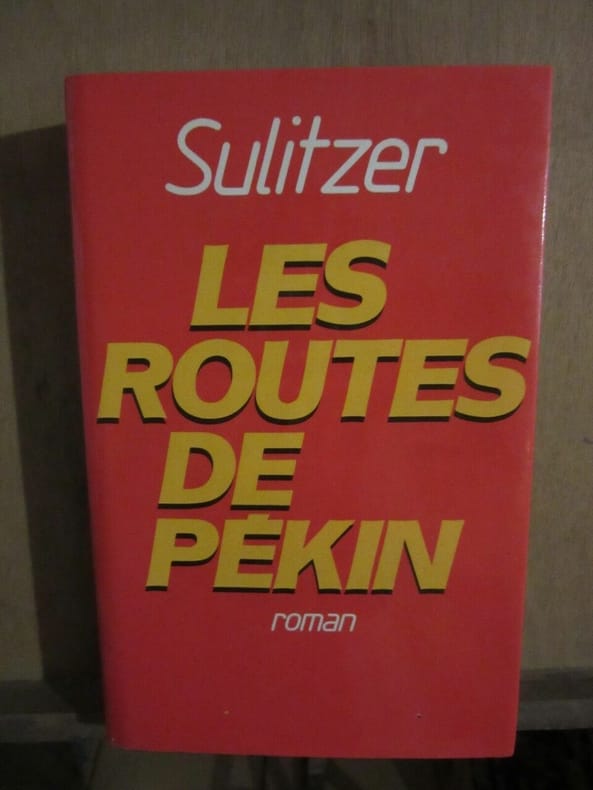 Sulitzer
LES
ROUTES
DE
PÉKIN
roman